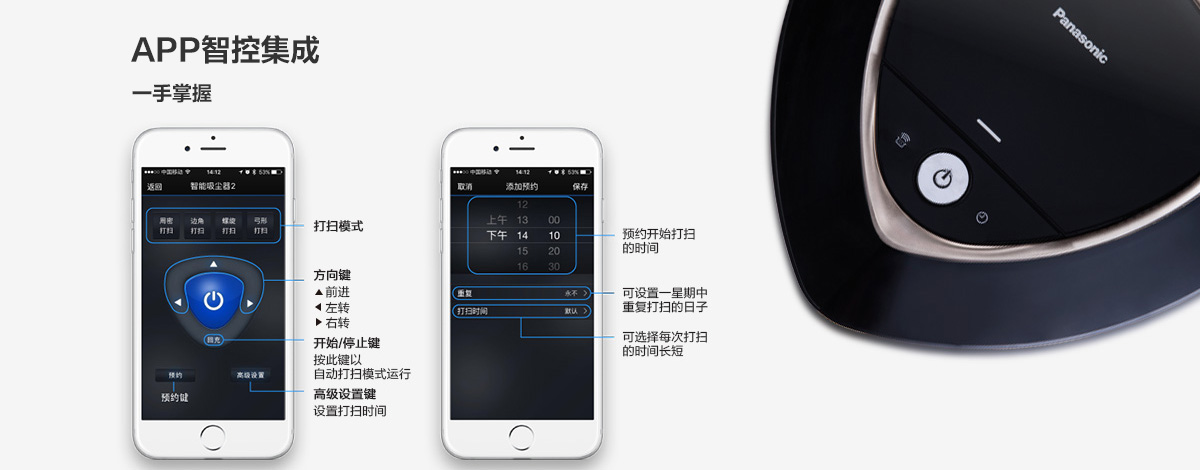 APP智控集成
一手掌握
中国移动 14:12 53%
返回 智能吸尘器2
周密打扫 边角打扫 螺旋打扫 弓形打扫
回充
预约 高级设置
预约键
打扫模式
方向键
▲前进
◀左转
▶右转
开始/停止键
按此键以
自动打扫模式运行
高级设置键
设置打扫时间
中国移动 14:12 53%
取消 添加预约 保存
12
上午 13 00
下午 14 10
15 20
16 30
重复 永不
打扫时间 默认
预约开始打扫
的时间
可设置一星期中
重复打扫的日子
可选择每次打扫
的时间长短
Panasonic